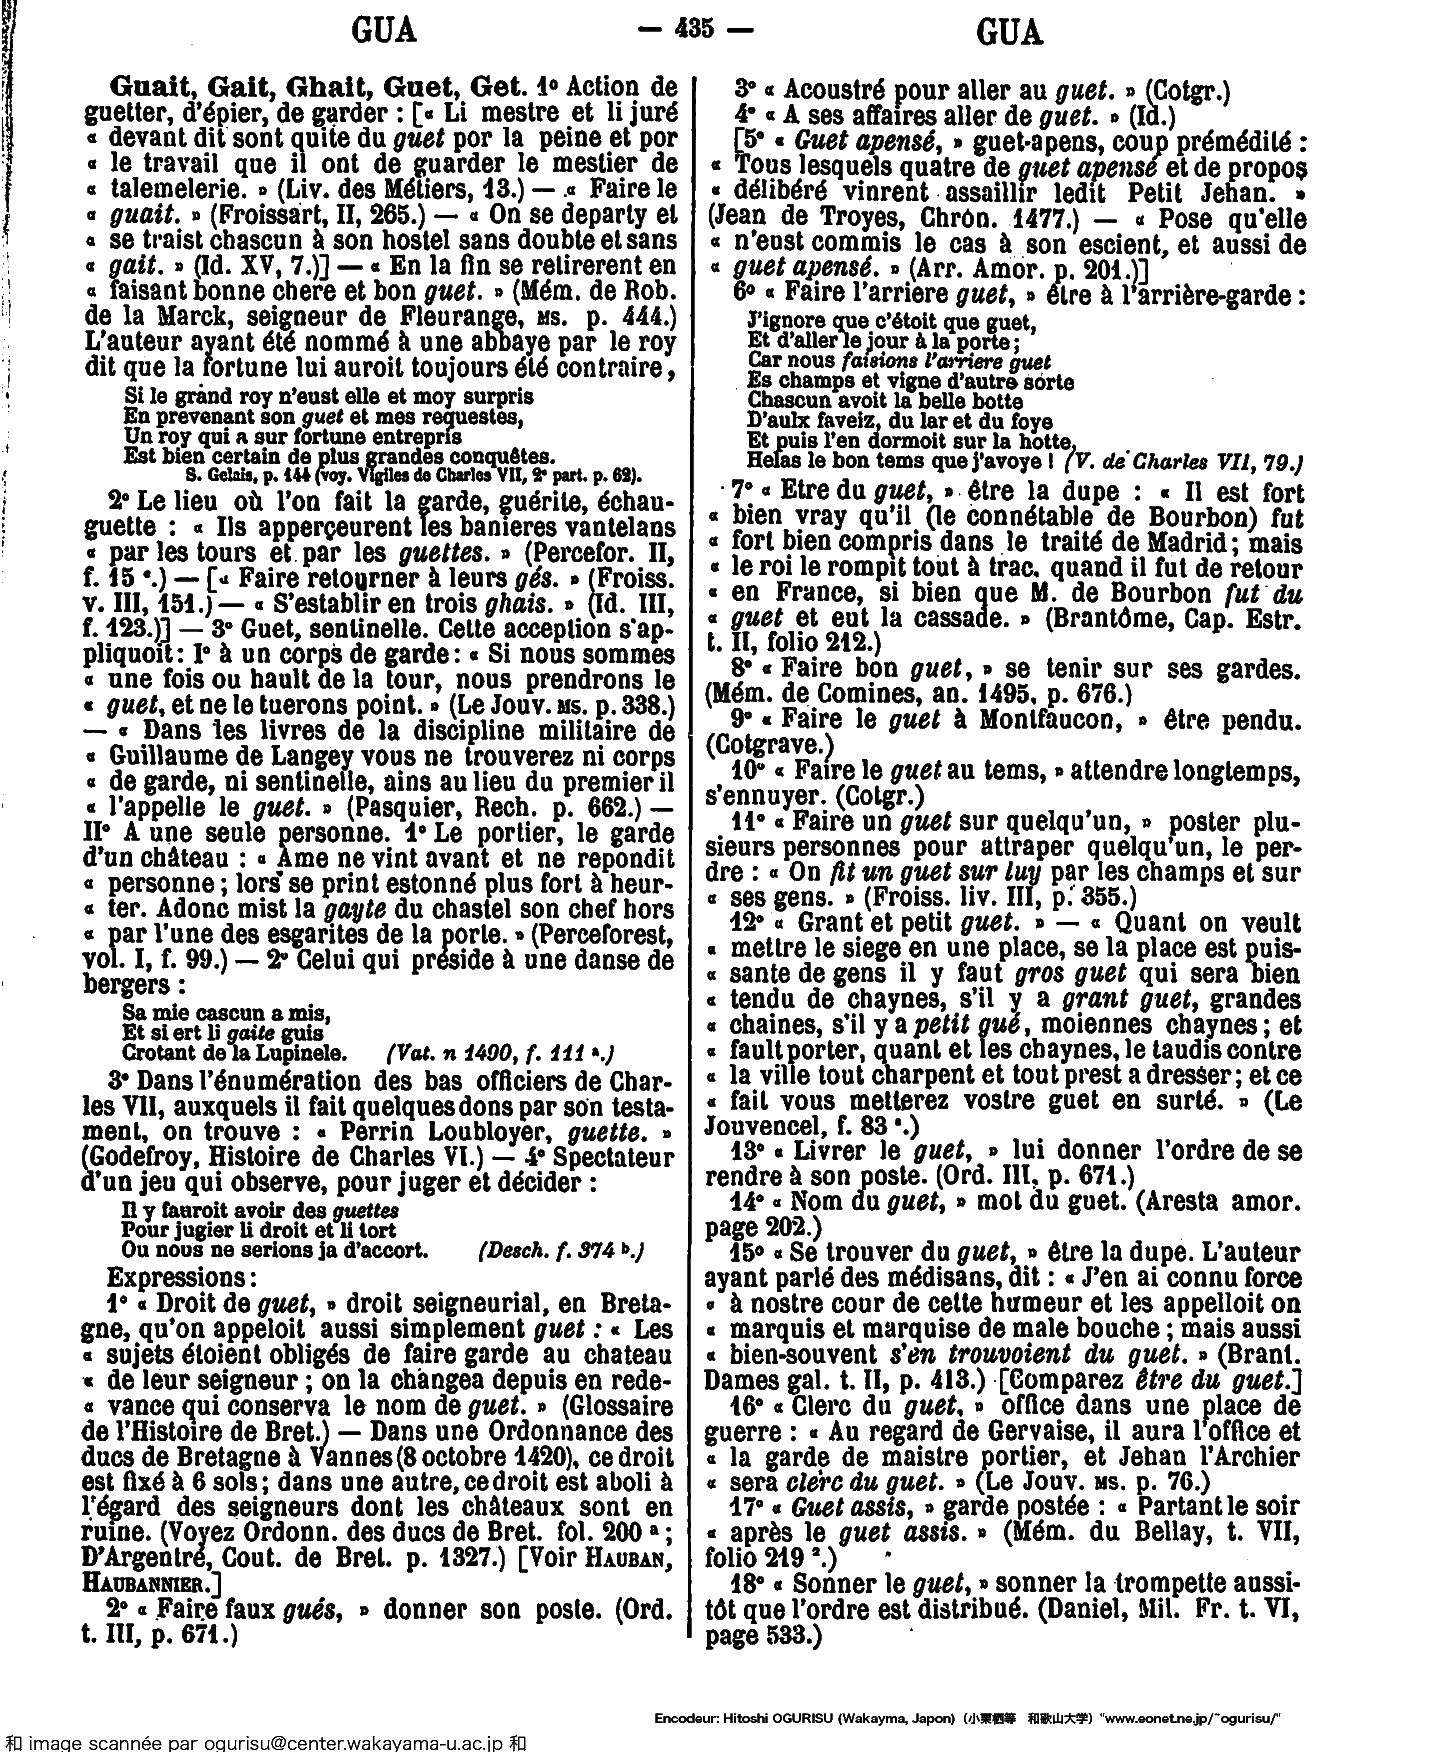 GUA — 435 — GUA
Guait, Gait, Ghait, Guet, Get. 1° Action de
guetter, d'épier, de garder : [« Li mestre et li juré
« devant dit sont quite du guet por la peine et por
« le travail que il ont de guarder le mestier de
« talemelerie. » (Liv. des Métiers, 13.) — « Faire le
« guait. » (Froissart, II, 265.) — « On se departy et
« se traist chascun à son hostel sans doubte et sans
« gait. » (Id. XV, 7.)] — « En la fin se retirerent en
« faisant bonne chere et bon guet. » (Mém. de Rob.
de la Marck, seigneur de Fleurange, MS. p. 444.)
L'auteur ayant été nommé à une abbaye par le roy
dit que la fortune lui auroit toujours été contraire,
Si le grand roy n'eust elle et moy surpris
En prevenant son guet et mes requestes,
Un roy qui a sur fortune entrepris
Est bien certain de plus grandes conquêtes.
S. Gelais, p. 144 (voy. Vigiles de Charles VII, 2e part. p. 62).
2° Le lieu où l'on fait la garde, guérite, échau-
guette : « Ils apperçeurent les banieres vantelans
« par les tours et par les guettes. » (Percefor. II,
f. 15 a.) — [« Faire retourner à leurs gés. » (Froiss.
v. III, 151.) — « S'establir en trois ghais. » (Id. III,
f. 123.)] — 3° Guet, sentinelle. Cette acception s'ap-
pliquoit : I° à un corps de garde : « Si nous sommes
« une fois ou hault de la tour, nous prendrons le
« guet, et ne le tuerons point. » (Le Jouv. MS. p. 338.)
— « Dans les livres de la discipline militaire de
« Guillaume de Langey vous ne trouverez ni corps
« de garde, ni sentinelle, ains au lieu du premier il
« l'appelle le guet. » (Pasquier, Rech. p. 662.) —
II° A une seule personne. 1° Le portier, le garde
d'un château : « Ame ne vint avant et ne repondit
« personne ; lors se print estonné plus fort à heur-
« ter. Adonc mist la gayte du chastel son chef hors
« par l'une des esgarites de la porte. » (Perceforest,
vol. I, f. 99.) — 2° Celui qui préside à une danse de
bergers :
Sa mie cascun a mis,
Et si ert li gaite guis
Crotant de la Lupinele. (Vat. n 1490, f. 111 a.)
3° Dans l'énumération des bas officiers de Char-
les VII, auxquels il fait quelques dons par son testa-
ment, on trouve : « Perrin Loubloyer, guette. »
(Godefroy, Histoire de Charles VI.) — 4° Spectateur
d'un jeu qui observe, pour juger et décider :
Il y fauroit avoir des guettes
Pour jugier li droit et li tort
Ou nous ne serions ja d'accort. (Desch. f. 374 b.)
Expressions :
1° « Droit de guet, » droit seigneurial, en Breta-
gne, qu'on appeloit aussi simplement guet : « Les
« sujets étoient obligés de faire garde au chateau
« de leur seigneur ; on la changea depuis en rede-
« vance qui conserva le nom de guet. » (Glossaire
de l'Histoire de Bret.) — Dans une Ordonnance des
ducs de Bretagne à Vannes (8 octobre 1420), ce droit
est fixé à 6 sols ; dans une autre, ce droit est aboli à
l'égard des seigneurs dont les châteaux sont en
ruine. (Voyez Ordonn. des ducs de Bret. fol. 200 a ;
D'Argentré, Cout. de Bret. p. 1327.) [Voir HAUBAN,
HAUBANNIER.]
2° « Faire faux gués, » donner son poste. (Ord.
t. III, p. 671.)
3° « Acoustré pour aller au guet. » (Cotgr.)
4° « A ses affaires aller de guet. » (Id.)
[5° « Guet apensé, » guet-apens, coup prémédité :
« Tous lesquels quatre de guet apensé et de propos
« délibéré vinrent assaillir ledit Petit Jehan. »
(Jean de Troyes, Chron. 1477.) — « Pose qu'elle
« n'eust commis le cas à son escient, et aussi de
« guet apensé. » (Arr. Amor. p. 201.)]
6° « Faire l'arriere guet, » être à l'arrière-garde :
J'ignore que c'étoit que guet,
Et d'aller le jour à la porte ;
Car nous faisions l'arriere guet
Es champs et vigne d'autre sorte
Chascun avoit la belle botte
D'aulx faveiz, du lar et du foye
Et puis l'en dormoit sur la hotte,
Helas le bon tems que j'avoye ! (V. de Charles VII, 79.)
7° « Etre du guet, » être la dupe : « Il est fort
« bien vray qu'il (le connétable de Bourbon) fut
« fort bien compris dans le traité de Madrid ; mais
« le roi le rompit tout à trac, quand il fut de retour
« en France, si bien que M. de Bourbon fut du
« guet et eut la cassade. » (Brantôme, Cap. Estr.
t. II, folio 212.)
8° « Faire bon guet, » se tenir sur ses gardes.
(Mém. de Comines, an. 1495, p. 676.)
9° « Faire le guet à Montfaucon, » être pendu.
(Cotgrave.)
10° « Faire le guet au tems, » attendre longtemps,
s'ennuyer. (Cotgr.)
11° « Faire un guet sur quelqu'un, » poster plu-
sieurs personnes pour attraper quelqu'un, le per-
dre : « On fit un guet sur luy par les champs et sur
« ses gens. » (Froiss. liv. III, p. 355.)
12° « Grant et petit guet. » — « Quant on veult
« mettre le siege en une place, se la place est puis-
« sante de gens il y faut gros guet qui sera bien
« tendu de chaynes, s'il y a grant guet, grandes
« chaines, s'il y a petit gué, moiennes chaynes ; et
« fault porter, quant et les chaynes, le taudis contre
« la ville tout charpent et tout prest a dresser ; et ce
« fait vous metterez vostre guet en surté. » (Le
Jouvencel, f. 83 a.)
13° « Livrer le guet, » lui donner l'ordre de se
rendre à son poste. (Ord. III, p. 671.)
14° « Nom du guet, » mot du guet. (Aresta amor.
page 202.)
15° « Se trouver du guet, » être la dupe. L'auteur
ayant parlé des médisans, dit : « J'en ai connu force
« à nostre cour de cette humeur et les appelloit on
« marquis et marquise de male bouche ; mais aussi
« bien-souvent s'en trouvoient du guet. » (Brant.
Dames gal. t. II, p. 413.) [Comparez être du guet.]
16° « Clerc du guet, » office dans une place de
guerre : « Au regard de Gervaise, il aura l'office et
« la garde de maistre portier, et Jehan l'Archier
« sera clerc du guet. » (Le Jouv. MS. p. 76.)
17° « Guet assis, » garde postée : « Partant le soir
« après le guet assis. » (Mém. du Bellay, t. VII,
folio 219 2.)
18° « Sonner le guet, » sonner la trompette aussi-
tôt que l'ordre est distribué. (Daniel, Mil. Fr. t. VI,
page 533.)
Encodeur: Hitoshi OGURISU (Wakayma, Japon) (小栗栖等 和歌山大学) "www.eonet.ne.jp/~ogurisu/"
和 image scannée par ogurisu@center.wakayama-u.ac.jp 和